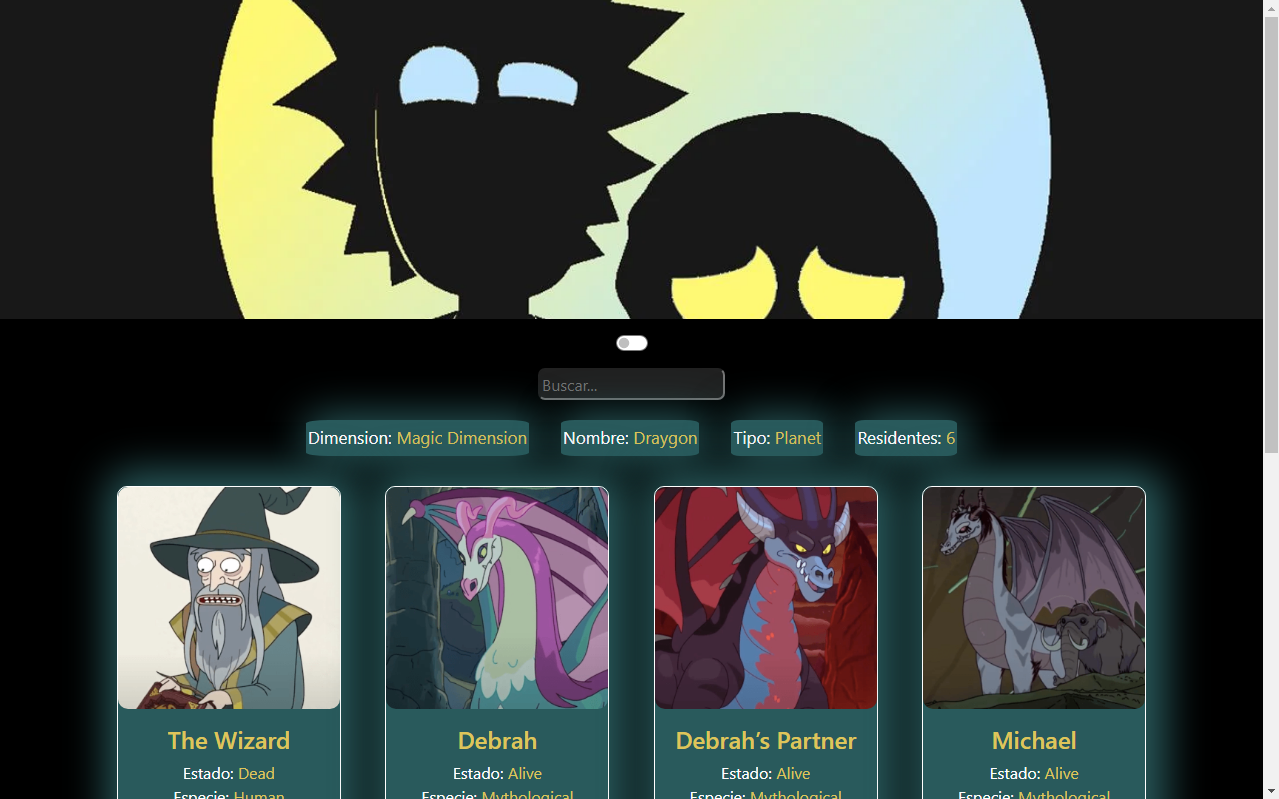 Buscar...
Dimension: Magic Dimension Nombre: Draygon Tipo: Planet Residentes: 6
The Wizard Debrah Debrah’s Partner Michael
Estado: Dead Estado: Alive Estado: Alive Estado: Alive
Especie: Human Especie: Mythological Especie: Mythological Especie: Mythological